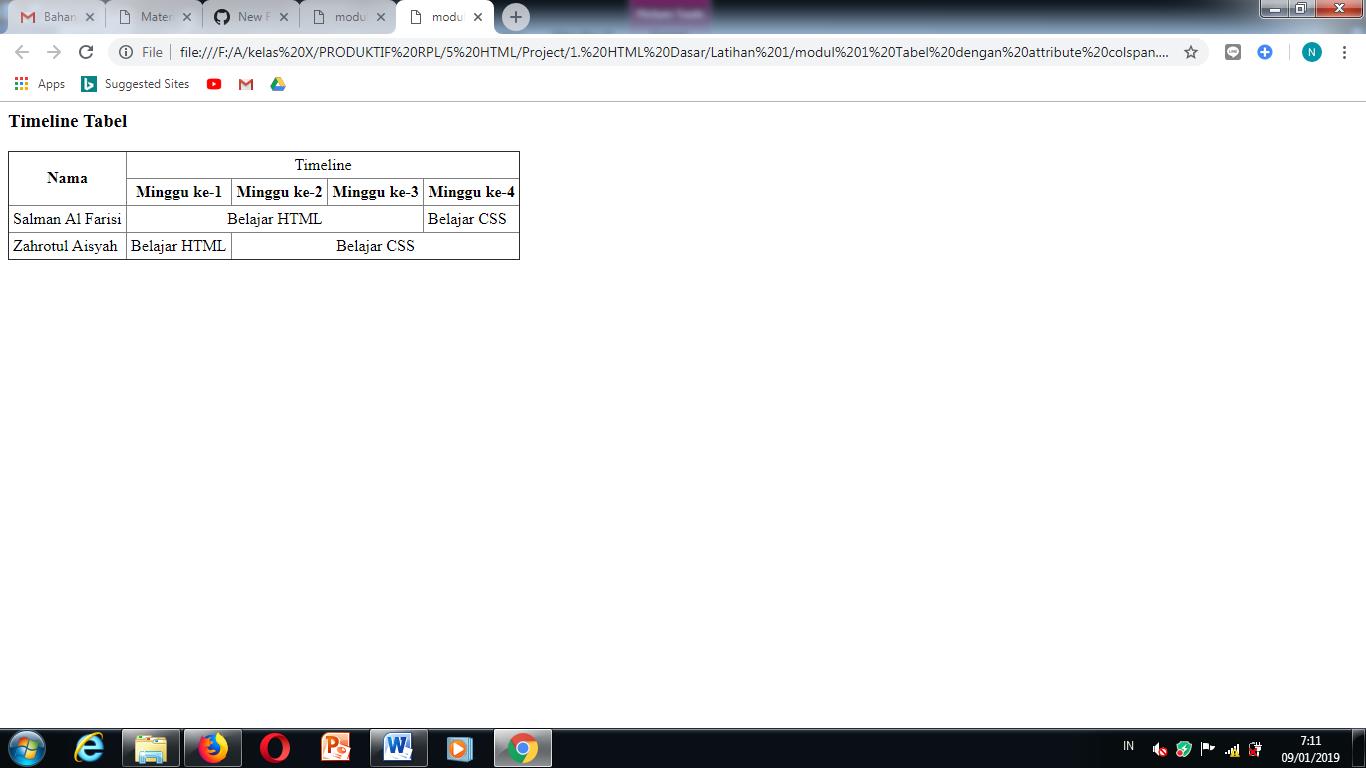 Bahan
Mater
New F
modul
modul
File
file:///F:/A/kelas%20X/PRODUKTIF%20RPL/5%20HTML/Project/1.%20HTML%20Dasar/Latihan%201/modul%201%20Tabel%20dengan%20attribute%20colspan....
N
Apps
Suggested Sites
Timeline Tabel
Nama Timeline
Minggu ke-1 Minggu ke-2 Minggu ke-3 Minggu ke-4
Salman Al Farisi Belajar HTML Belajar CSS
Zahrotul Aisyah Belajar HTML Belajar CSS
IN
7:11
09/01/2019